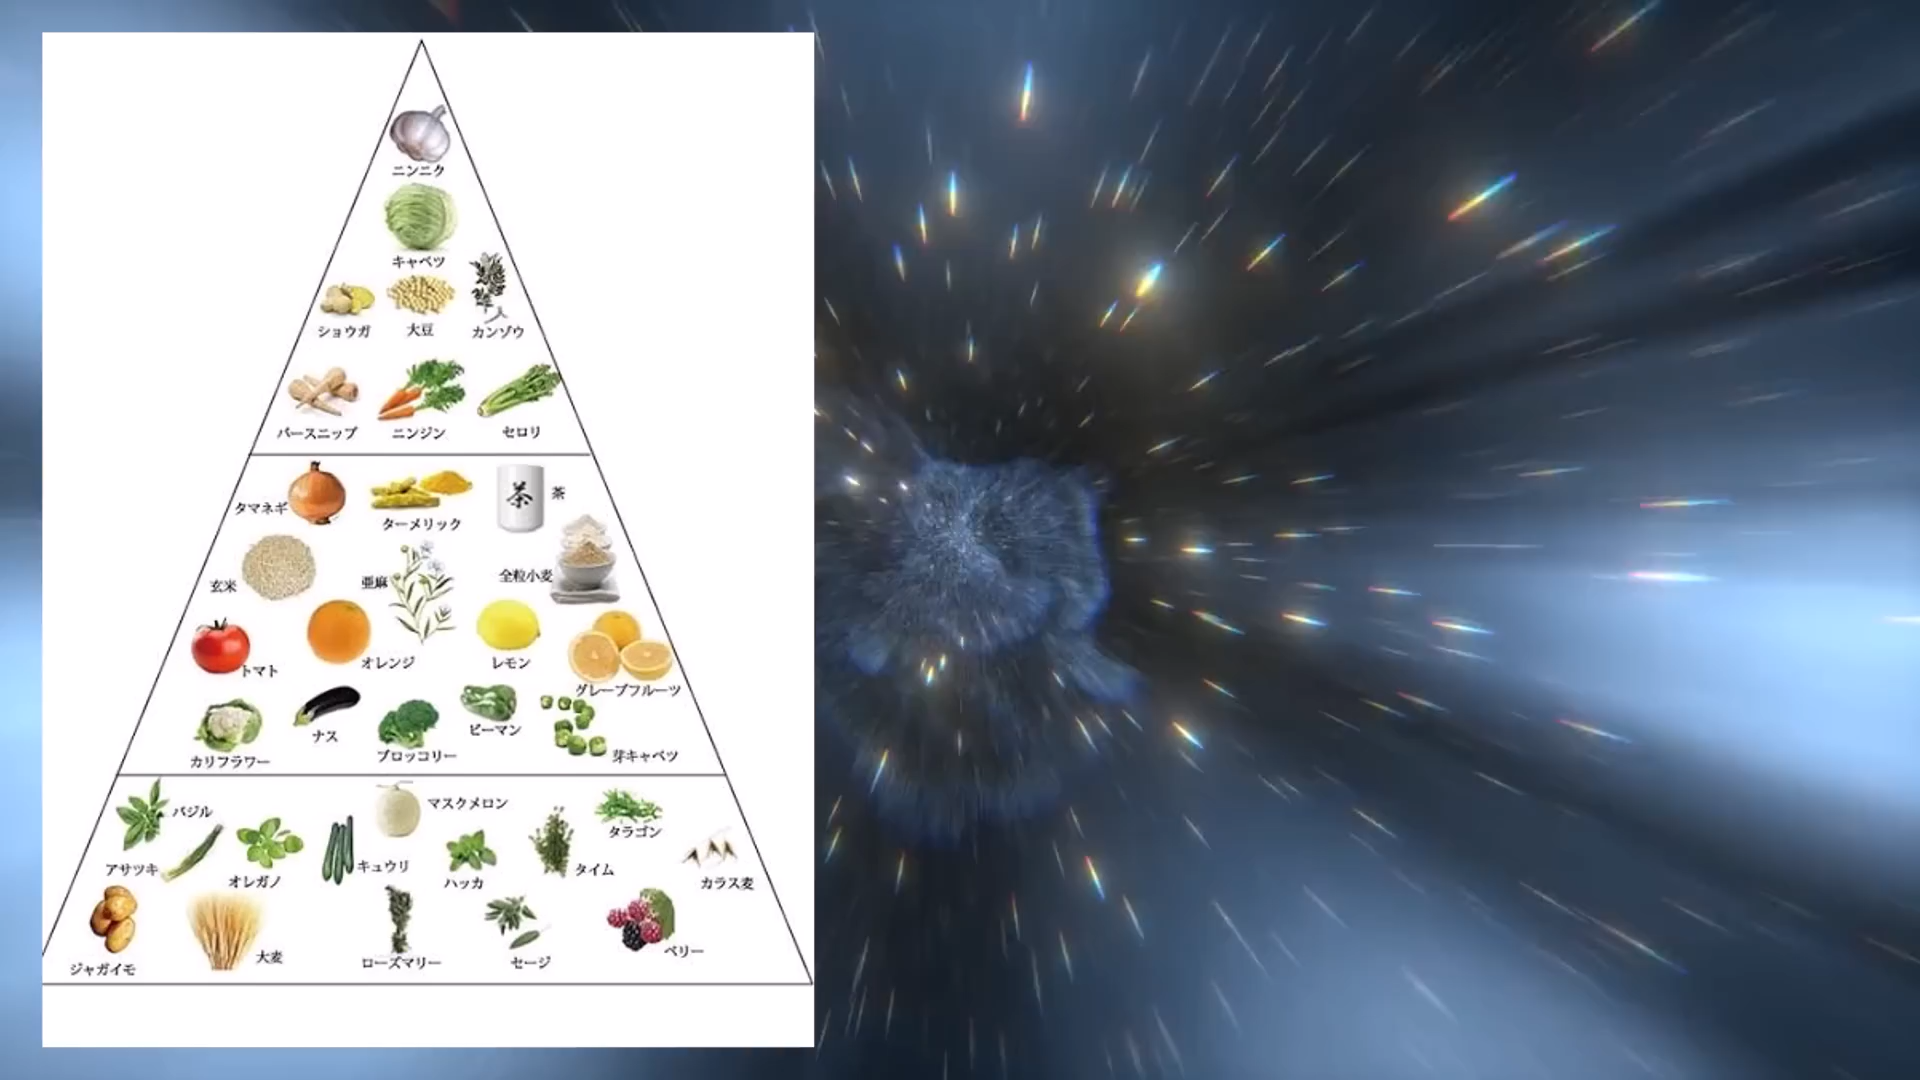 ニンニク
キャベツ
ショウガ 大豆 カンゾウ
パースニップ ニンジン セロリ
タマネギ ターメリック 茶 茶
玄米 亜麻 全粒小麦
トマト オレンジ レモン グレープフルーツ
カリフラワー ナス ブロッコリー ピーマン 芽キャベツ
バジル マスクメロン タラゴン
アサツキ オレガノ キュウリ ハッカ タイム カラス麦
ジャガイモ 大麦 ローズマリー セージ ベリー